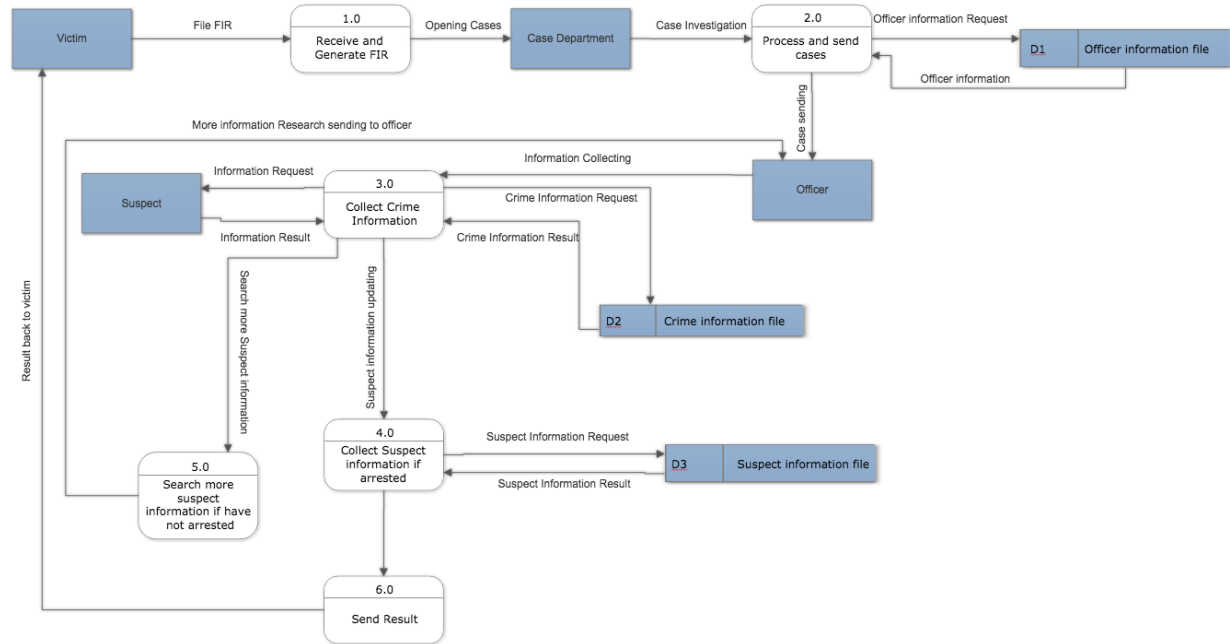 Victim
File FIR
1.0
Receive and
Generate FIR
Opening Cases
Case Department
Case Investigation
2.0
Process and send
cases
Officer information Request
D1
Officer information file
Officer information
Case sending
More information Research sending to officer
Information Collecting
Officer
Information Request
Suspect
Information Result
3.0
Collect Crime
Information
Crime Information Request
Crime Information Result
D2
Crime information file
Search more Suspect information
Suspect information updating
Result back to victim
4.0
Collect Suspect
information if
arrested
Suspect Information Request
D3
Suspect information file
Suspect Information Result
5.0
Search more
suspect
information if have
not arrested
6.0
Send Result